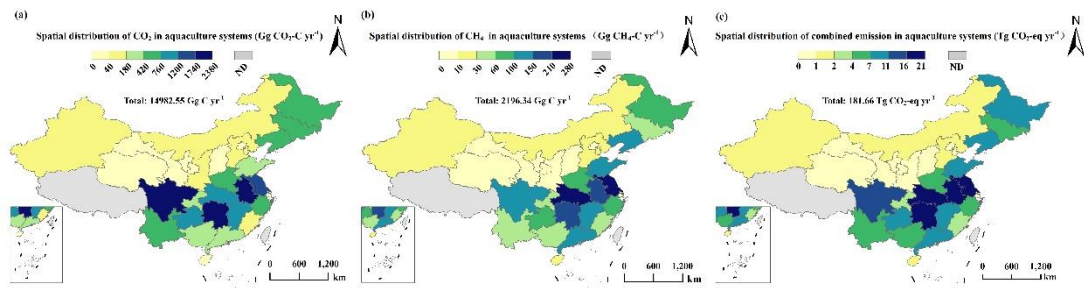 (a)
N
Spatial distribution of CO₂ in aquaculture systems (Gg CO₂-C yr⁻¹)
0 40 180 420 760 1200 1740 2360 ND
Total: 14982.55 Gg C yr⁻¹
0 600 1,200
km
(b)
N
Spatial distribution of CH₄ in aquaculture systems (Gg CH₄-C yr⁻¹)
0 10 30 60 100 150 210 280 ND
Total: 2196.34 Gg C yr⁻¹
0 600 1,200
km
(c)
N
Spatial distribution of combined emission in aquaculture systems (Tg CO₂-eq yr⁻¹)
0 1 2 4 7 11 16 21 ND
Total: 181.66 Tg CO₂-eq yr⁻¹
0 600 1,200
km